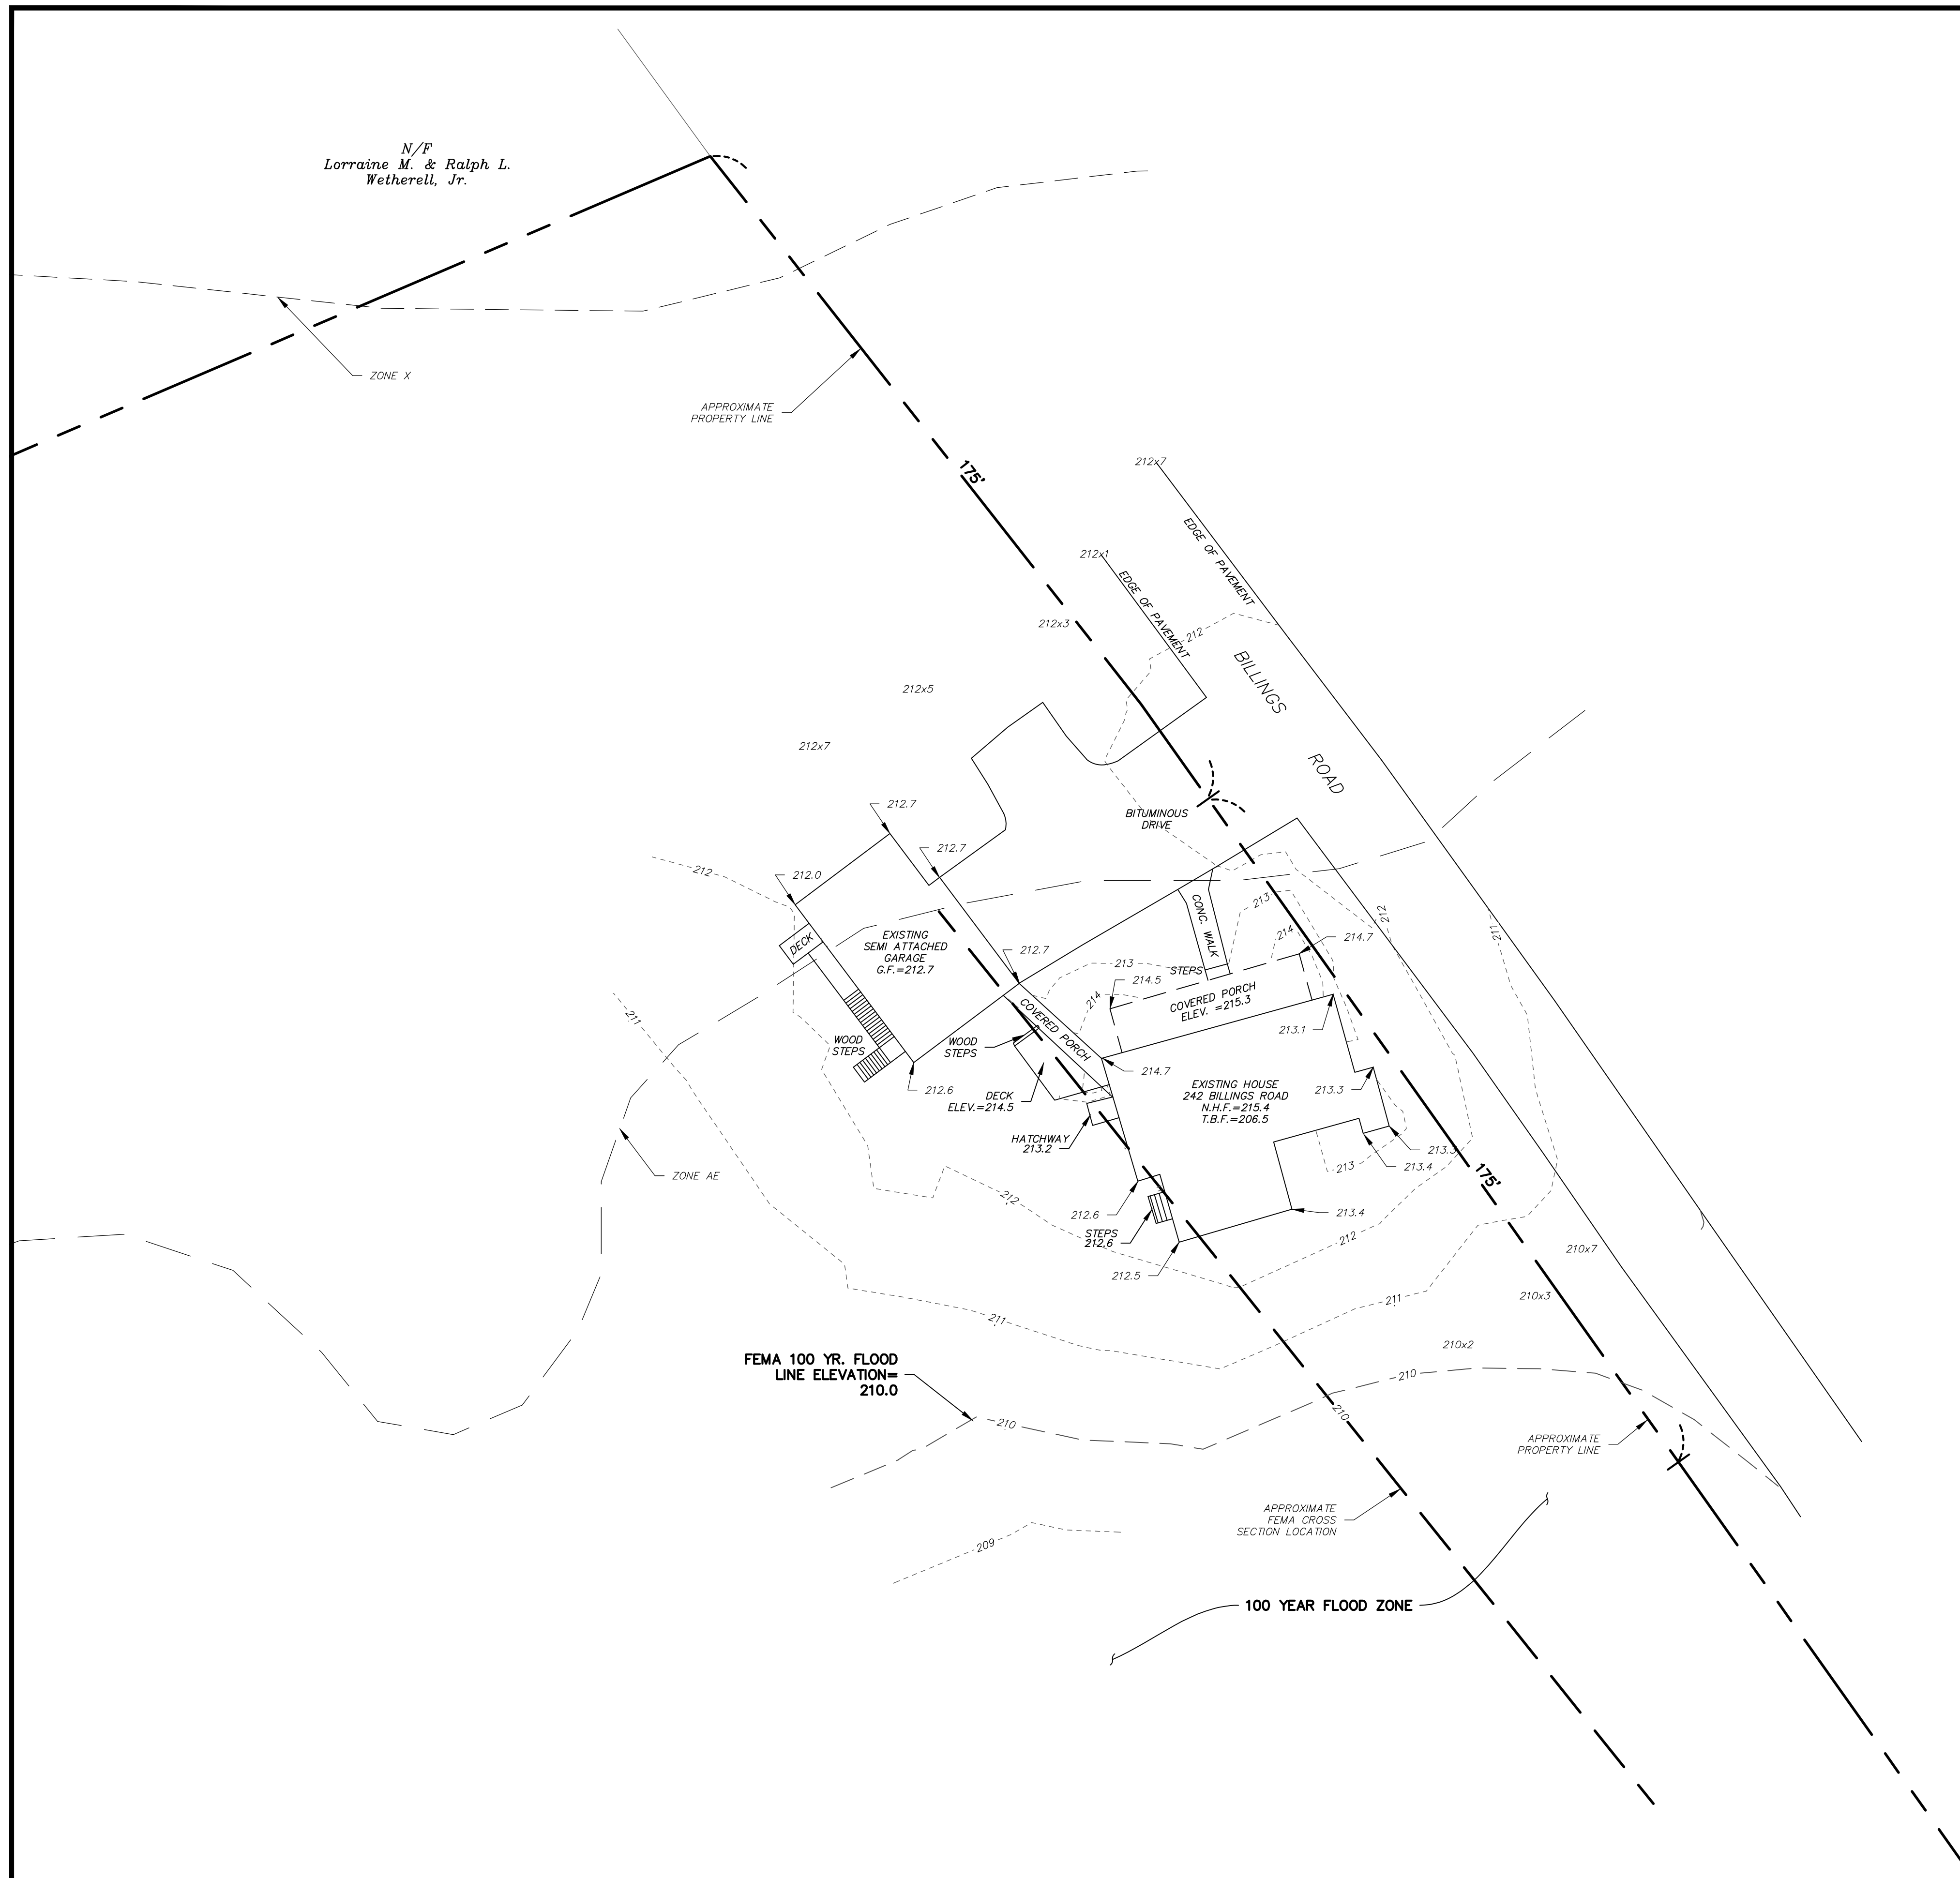 N/F
Lorraine M. & Ralph L.
Wetherell, Jr.
ZONE X
APPROXIMATE
PROPERTY LINE
175'
212x7
EDGE OF PAVEMENT
212x1
EDGE OF PAVEMENT
212x3
212
BILLINGS
ROAD
212x5
212x7
212.7
BITUMINOUS
DRIVE
212.7
212
212.0
CONC. WALK
213
212
211
214
214.7
DECK
EXISTING
SEMI ATTACHED
GARAGE
G.F.=212.7
212.7
213
STEPS
214.5
214
COVERED PORCH
ELEV. =215.3
211
COVERED PORCH
213.1
WOOD
STEPS
WOOD
STEPS
214.7
212.6
DECK
ELEV.=214.5
EXISTING HOUSE
242 BILLINGS ROAD
N.H.F.=215.4
T.B.F.=206.5
213.3
HATCHWAY
213.2
213.3
213.4
213
175'
ZONE AE
212
212.6
213.4
STEPS
212.6
212
210x7
212.5
210x3
211
211
210x2
FEMA 100 YR. FLOOD
LINE ELEVATION=
210.0
210
210
210
APPROXIMATE
PROPERTY LINE
APPROXIMATE
FEMA CROSS
SECTION LOCATION
209
100 YEAR FLOOD ZONE